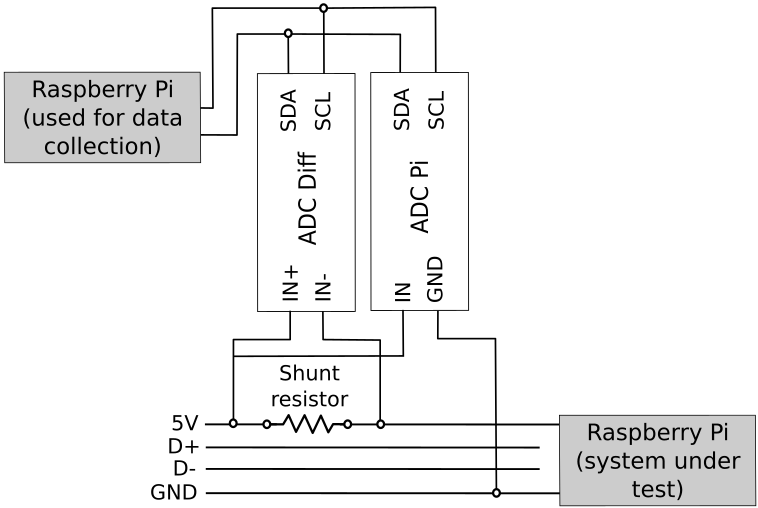 Raspberry Pi
(used for data
collection)
SDA
SCL
ADC Diff
IN+
IN-
SDA
SCL
ADC Pi
IN
GND
Shunt
resistor
5V
D+
D-
GND
Raspberry Pi
(system under
test)